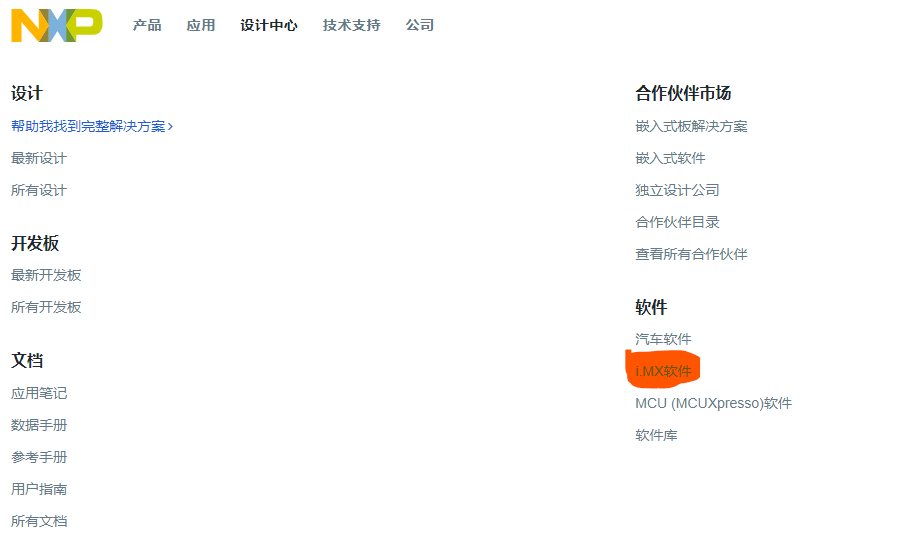 NXP 产品 应用 设计中心 技术支持 公司
设计
帮助我找到完整解决方案 >
最新设计
所有设计
开发板
最新开发板
所有开发板
文档
应用笔记
数据手册
参考手册
用户指南
所有文档
合作伙伴市场
嵌入式板解决方案
嵌入式软件
独立设计公司
合作伙伴目录
查看所有合作伙伴
软件
汽车软件
i.MX软件
MCU (MCUXpresso)软件
软件库